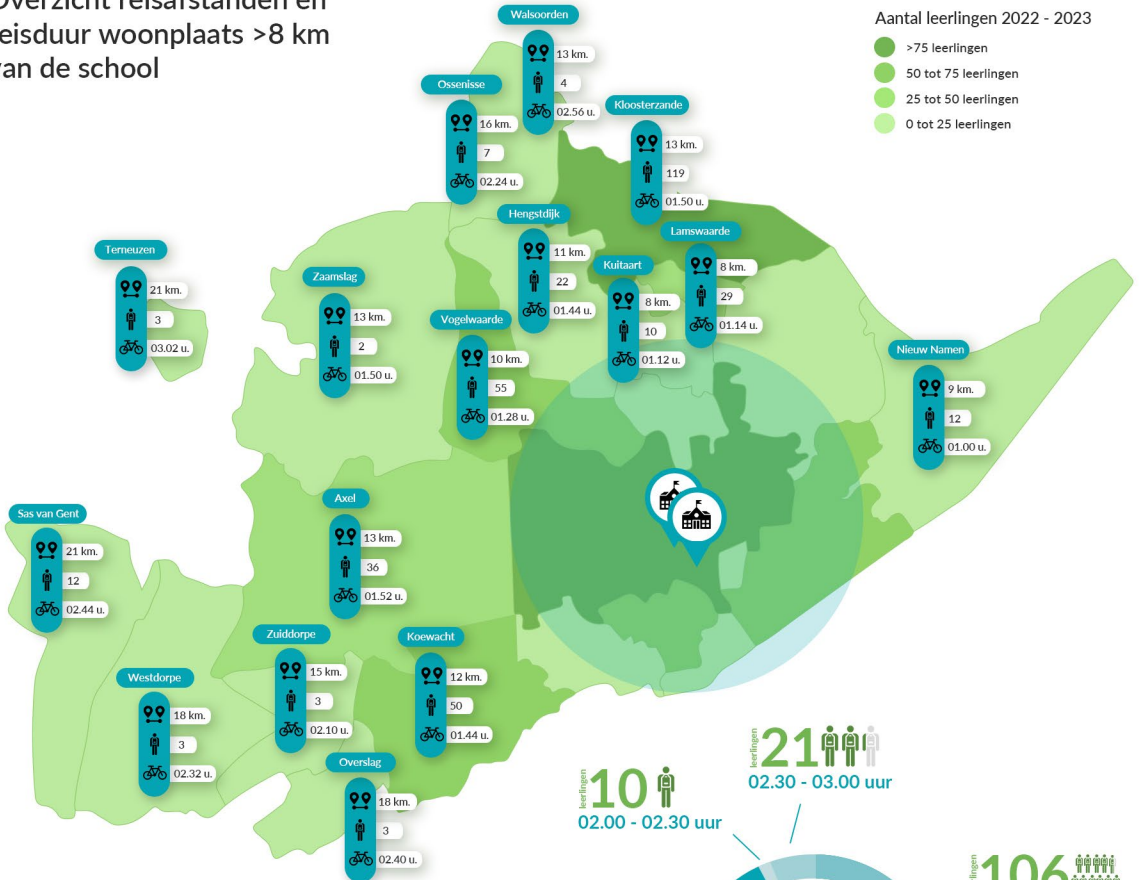 Overzicht reisafstanden en
reisduur woonplaats >8 km
van de school
Aantal leerlingen 2022 - 2023
>75 leerlingen
50 tot 75 leerlingen
25 tot 50 leerlingen
0 tot 25 leerlingen
Walsoorden
13 km.
4
02.56 u.
Ossenisse
16 km.
7
02.24 u.
Kloosterzande
13 km.
119
01.50 u.
Hengstdijk
11 km.
22
01.44 u.
Lamswaarde
8 km.
29
01.14 u.
Kuitaart
8 km.
10
01.12 u.
Terneuzen
21 km.
3
03.02 u.
Zaamslag
13 km.
2
01.50 u.
Vogelwaarde
10 km.
55
01.28 u.
Nieuw Namen
9 km.
12
01.00 u.
Sas van Gent
21 km.
12
02.44 u.
Axel
13 km.
36
01.52 u.
Zuiddorpe
15 km.
3
02.10 u.
Koewacht
12 km.
50
01.44 u.
Westdorpe
18 km.
3
02.32 u.
Overslag
18 km.
3
02.40 u.
leerlingen
21
02.30 - 03.00 uur
leerlingen
10
02.00 - 02.30 uur
106